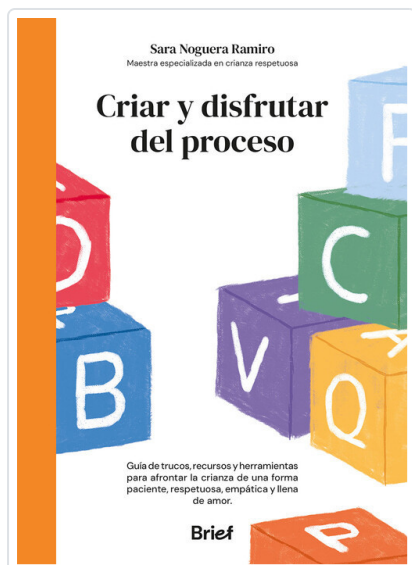 Sara Noguera Ramiro
Maestra especializada en crianza respetuosa
Criar y disfrutar
del proceso
F
D
C
B
V
A
Q
Guía de trucos, recursos y herramientas
para afrontar la crianza de una forma
paciente, respetuosa, empática y llena
de amor.
Brief
P